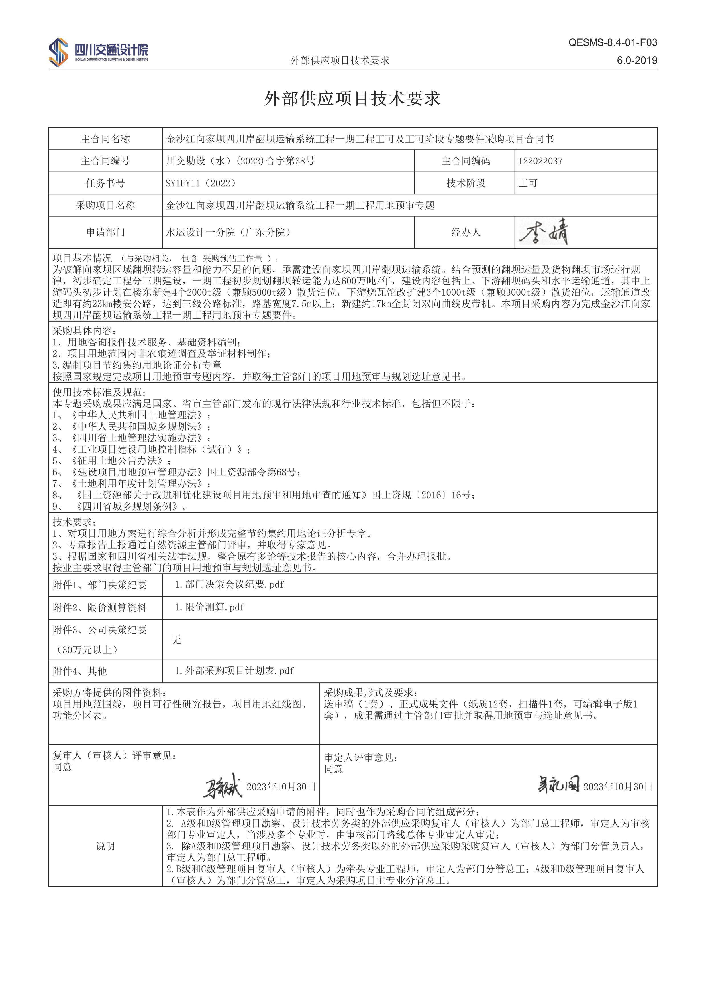 四川交通设计院
SICHUAN COMMUNICATION SURVEYING & DESIGN INSTITUTE
QESMS-8.4-01-F03
外部供应项目技术要求
6.0-2019
外部供应项目技术要求
主合同名称 金沙江向家坝四川岸翻坝运输系统工程一期工程工可及工可阶段专题要件采购项目合同书
主合同编号 川交勘设（水）(2022)合字第38号 主合同编码 122022037
任务书号 SY1FY11（2022） 技术阶段 工可
采购项目名称 金沙江向家坝四川岸翻坝运输系统工程一期工程用地预审专题
申请部门 水运设计一分院（广东分院） 经办人 李婧
项目基本情况 （与采购相关， 包含 采购预估工作量 ）：
为破解向家坝区域翻坝转运容量和能力不足的问题，亟需建设向家坝四川岸翻坝运输系统。结合预测的翻坝运量及货物翻坝市场运行规
律，初步确定工程分三期建设，一期工程初步规划翻坝转运能力达600万吨/年，建设内容包括上、下游翻坝码头和水平运输通道，其中上
游码头初步计划在楼东新建4个2000t级（兼顾5000t级）散货泊位，下游烧瓦沱改扩建3个1000t级（兼顾3000t级）散货泊位，运输通道改
造即有约23km楼安公路，达到三级公路标准，路基宽度7.5m以上；新建约17km全封闭双向曲线皮带机。本项目采购内容为完成金沙江向家
坝四川岸翻坝运输系统工程一期工程用地预审专题要件。
采购具体内容：
1. 用地咨询报件技术服务、基础资料编制；
2. 项目用地范围内非农痕迹调查及举证材料制作；
3.编制项目节约集约用地论证分析专章
按照国家规定完成项目用地预审专题内容，并取得主管部门的项目用地预审与规划选址意见书。
使用技术标准及规范：
本专题采购成果应满足国家、省市主管部门发布的现行法律法规和行业技术标准，包括但不限于：
1、《中华人民共和国土地管理法》；
2、《中华人民共和国城乡规划法》；
3、《四川省土地管理法实施办法》；
4、《工业项目建设用地控制指标（试行）》；
5、《征用土地公告办法》；
6、《建设项目用地预审管理办法》国土资源部令第68号；
7、《土地利用年度计划管理办法》；
8、 《国土资源部关于改进和优化建设项目用地预审和用地审查的通知》国土资规〔2016〕16号；
9、 《四川省城乡规划条例》。
技术要求：
1、对项目用地方案进行综合分析并形成完整节约集约用地论证分析专章。
2、专章报告上报通过自然资源主管部门评审，并取得专家意见。
3、根据国家和四川省相关法律法规，整合原有多论等技术报告的核心内容，合并办理报批。
按业主要求取得主管部门的项目用地预审与规划选址意见书。
附件1、部门决策纪要 1.部门决策会议纪要.pdf
附件2、限价测算资料 1.限价测算.pdf
附件3、公司决策纪要
（30万元以上） 无
附件4、其他 1.外部采购项目计划表.pdf
采购方将提供的图件资料：
项目用地范围线，项目可行性研究报告，项目用地红线图、
功能分区表。
采购成果形式及要求：
送审稿（1套）、正式成果文件（纸质12套，扫描件1套，可编辑电子版1
套），成果需通过主管部门审批并取得用地预审与选址意见书。
复审人（审核人）评审意见：
同意
2023年10月30日
审定人评审意见：
同意
吴礼国 2023年10月30日
说明
1.本表作为外部供应采购申请的附件，同时也作为采购合同的组成部分；
2. A级和D级管理项目勘察、设计技术劳务类的外部供应采购复审人（审核人）为部门总工程师，审定人为审核
部门专业审定人，当涉及多个专业时，由审核部门路线总体专业审定人审定；
3. 除A级和D级管理项目勘察、设计技术劳务类以外的外部供应采购采购复审人（审核人）为部门分管负责人，
审定人为部门总工程师。
2.B级和C级管理项目复审人（审核人）为牵头专业工程师，审定人为部门分管总工；A级和D级管理项目复审人
（审核人）为部门分管总工，审定人为采购项目主专业分管总工。